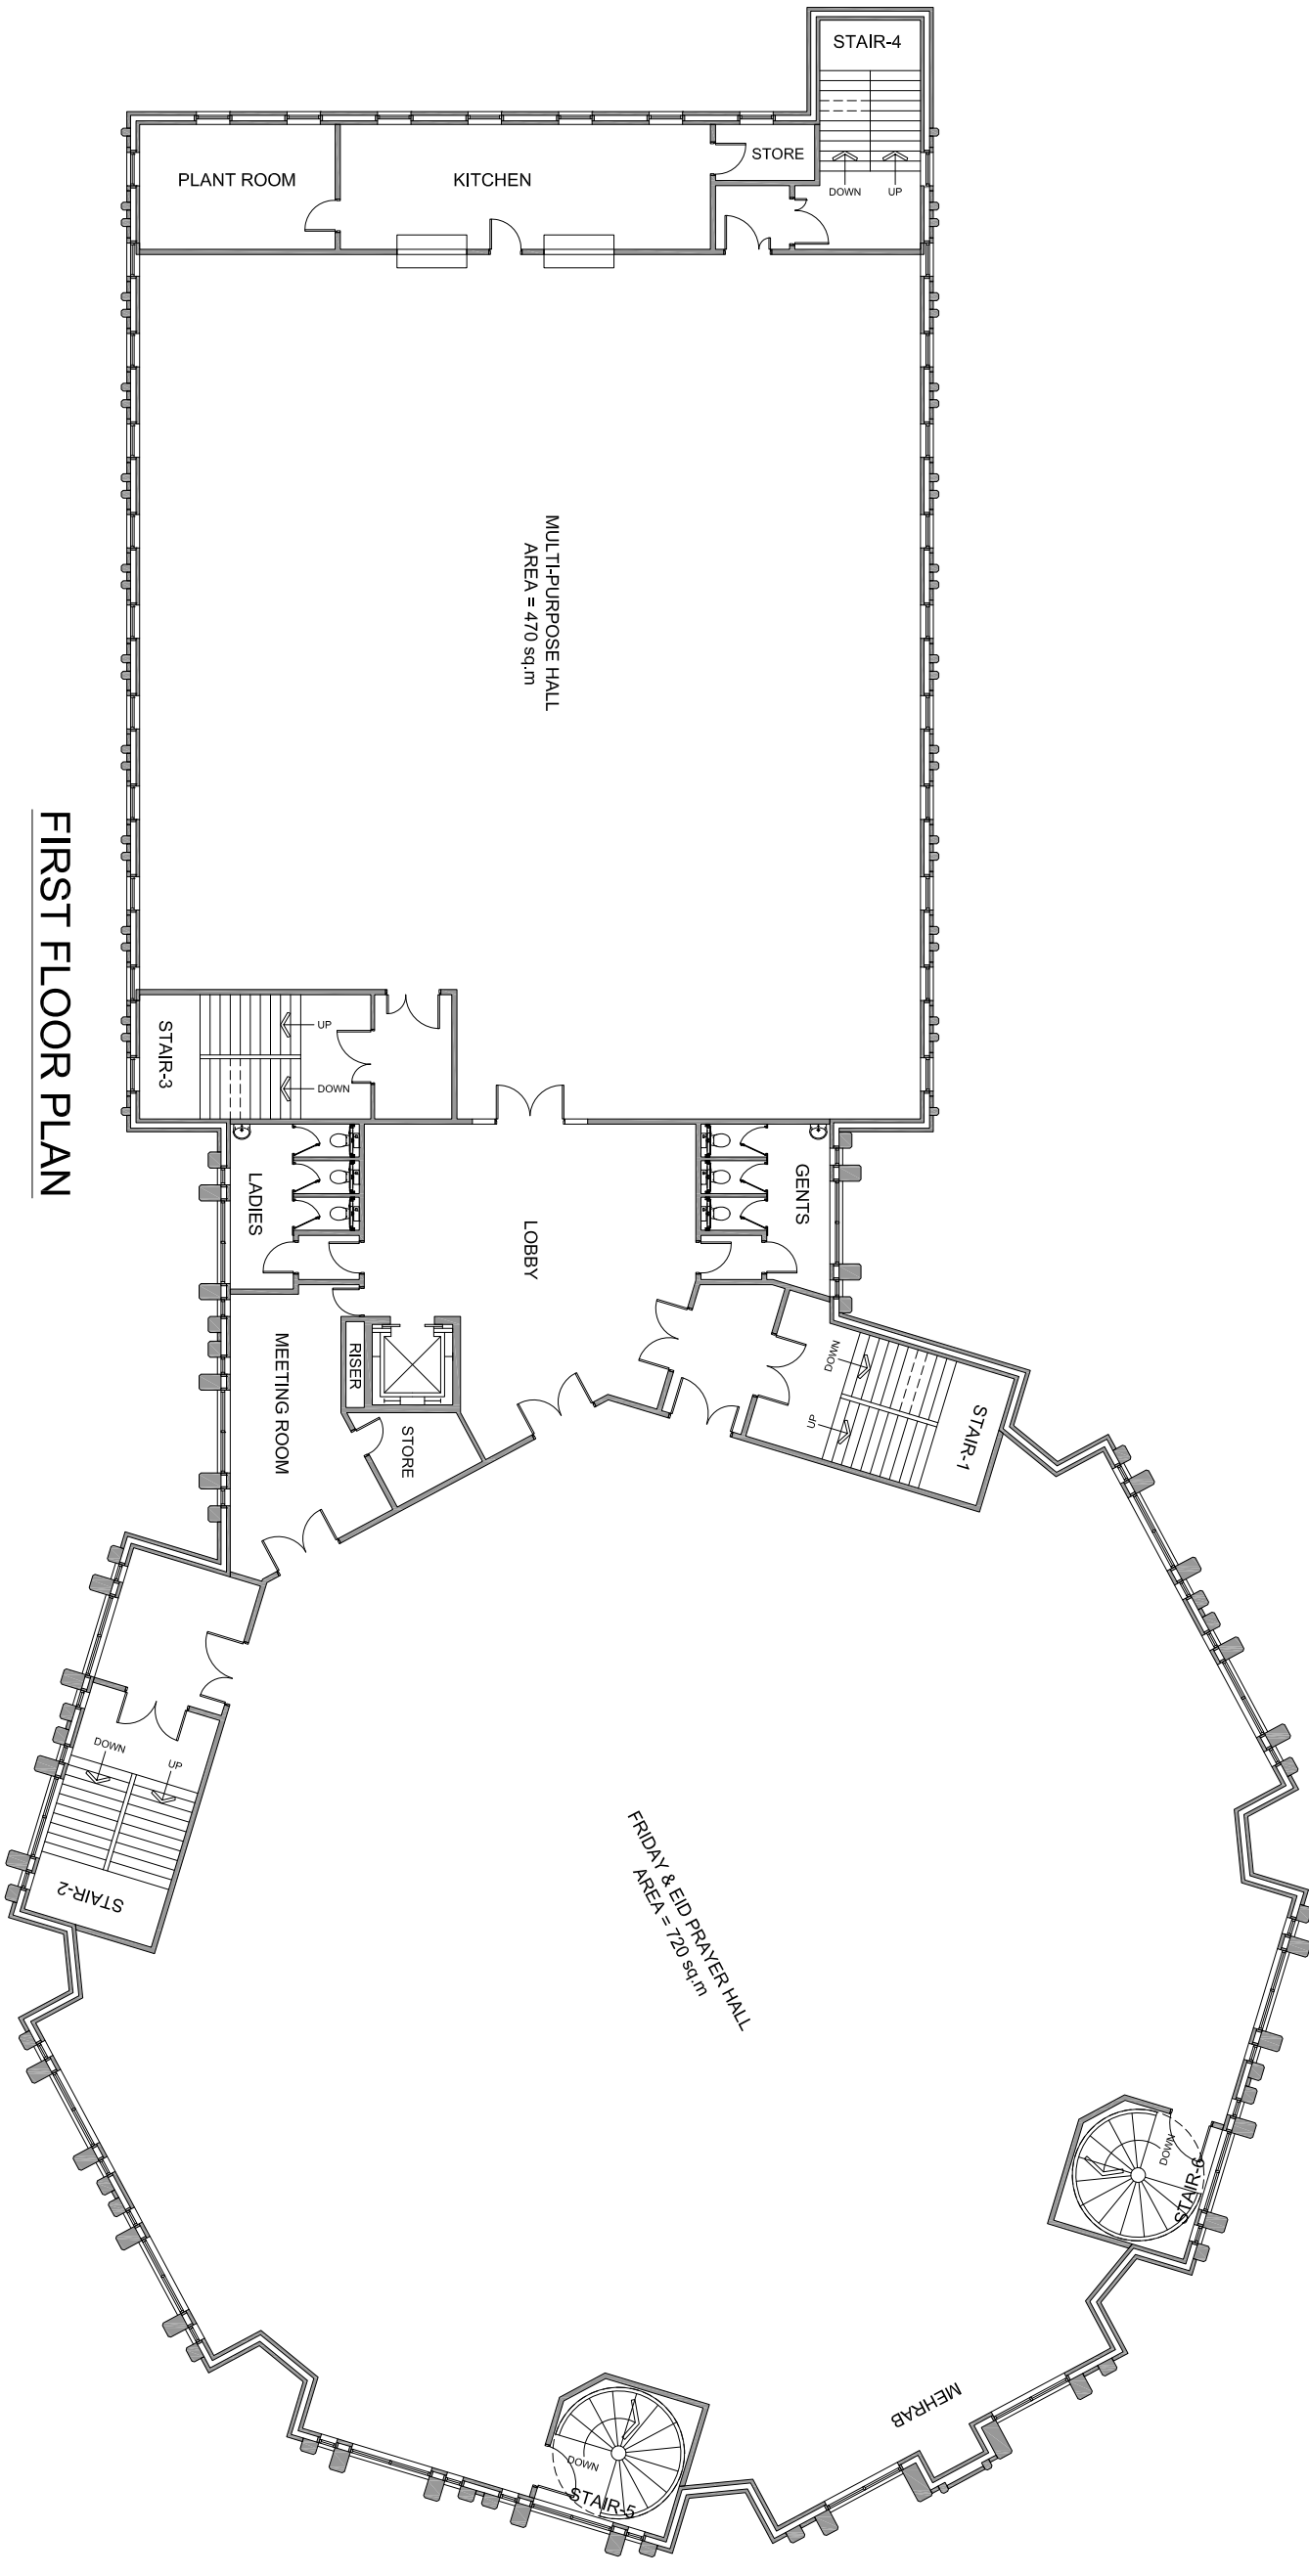 STAIR-4
STORE
PLANT ROOM
KITCHEN
DOWN
UP
MULTI-PURPOSE HALL
AREA = 470 sq.m
FIRST FLOOR PLAN
STAIR-3
UP
DOWN
LADIES
GENTS
LOBBY
MEETING ROOM
RISER
STORE
DOWN
UP
STAIR-1
DOWN
UP
STAIR-2
FRIDAY & EID PRAYER HALL
AREA = 720 sq.m
DOWN
STAIR-6
MEHRAB
DOWN
STAIR-5